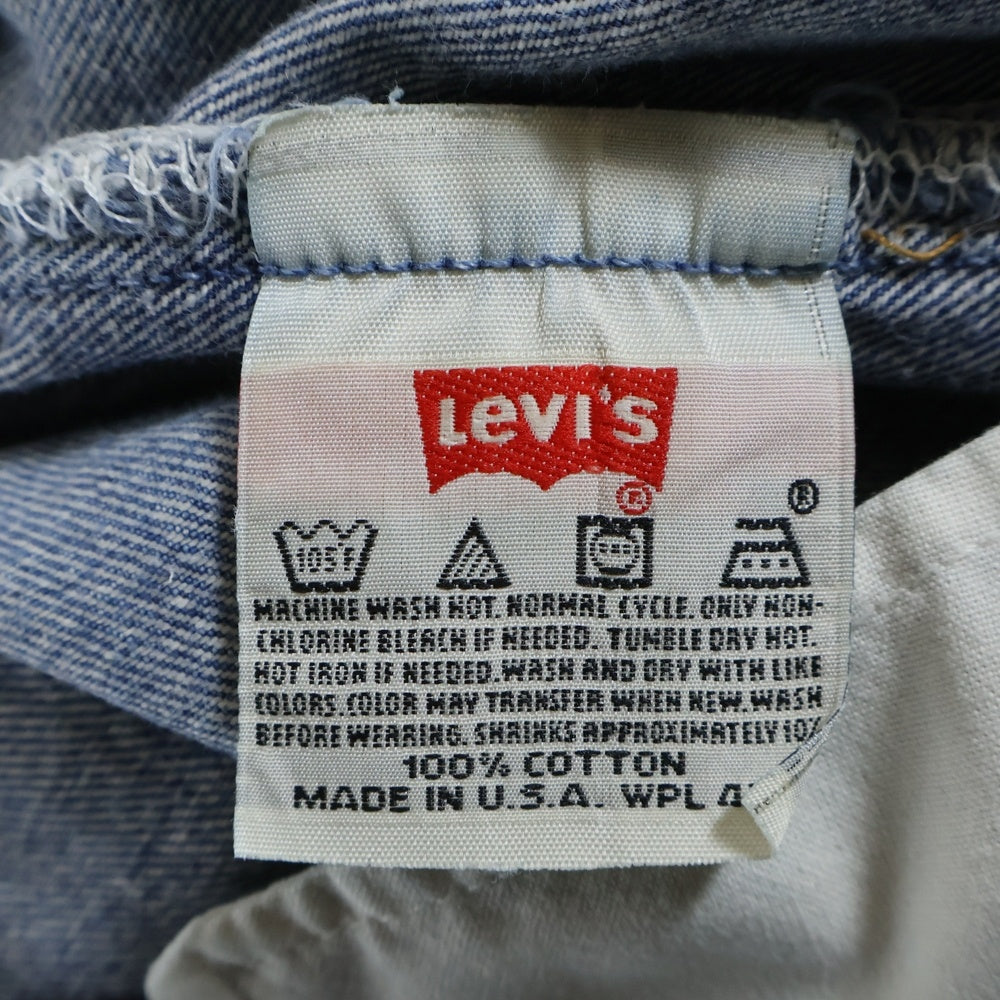 Levi's
®
®
105F
MACHINE WASH HOT. NORMAL CYCLE. ONLY NON-
CHLORINE BLEACH IF NEEDED. TUMBLE DRY HOT.
HOT IRON IF NEEDED.WASH AND DRY WITH LIKE
COLORS.COLOR MAY TRANSFER WHEN NEW.WASH
BEFORE WEARING. SHRINKS APPROXIMATELY 10%
100% COTTON
MADE IN U.S.A. WPL